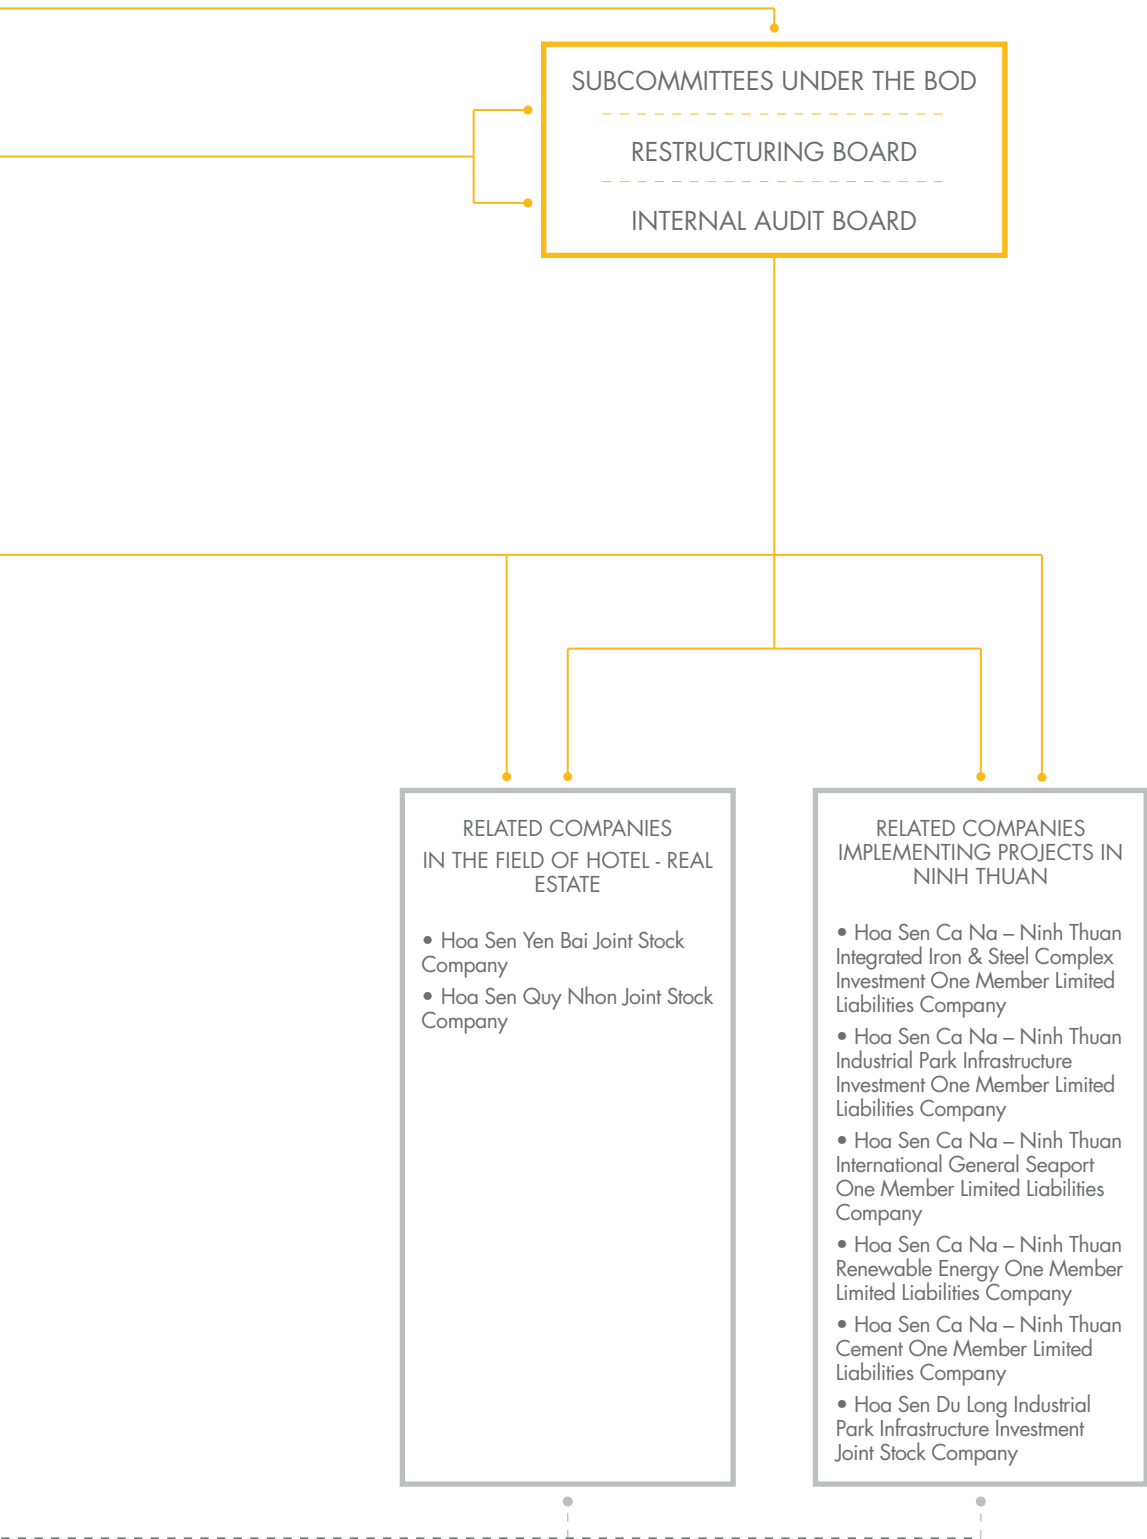 SUBCOMMITTEES UNDER THE BOD
RESTRUCTURING BOARD
INTERNAL AUDIT BOARD
RELATED COMPANIES
IN THE FIELD OF HOTEL - REAL
ESTATE
• Hoa Sen Yen Bai Joint Stock
Company
• Hoa Sen Quy Nhon Joint Stock
Company
RELATED COMPANIES
IMPLEMENTING PROJECTS IN
NINH THUAN
• Hoa Sen Ca Na – Ninh Thuan
Integrated Iron & Steel Complex
Investment One Member Limited
Liabilities Company
• Hoa Sen Ca Na – Ninh Thuan
Industrial Park Infrastructure
Investment One Member Limited
Liabilities Company
• Hoa Sen Ca Na – Ninh Thuan
International General Seaport
One Member Limited Liabilities
Company
• Hoa Sen Ca Na – Ninh Thuan
Renewable Energy One Member
Limited Liabilities Company
• Hoa Sen Ca Na – Ninh Thuan
Cement One Member Limited
Liabilities Company
• Hoa Sen Du Long Industrial
Park Infrastructure Investment
Joint Stock Company